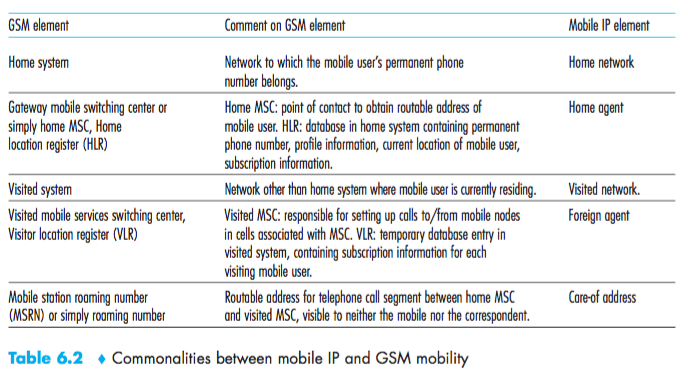 GSM element Comment on GSM element Mobile IP element
Home system Network to which the mobile user's permanent phone Home network
number belongs.
Gateway mobile switching center or Home MSC: point of contact to obtain routable address of Home agent
simply home MSC, Home mobile user. HLR: database in home system containing permanent
location register (HLR) phone number, profile information, current location of mobile user,
subscription information.
Visited system Network other than home system where mobile user is currently residing. Visited network.
Visited mobile services switching center, Visited MSC: responsible for setting up calls to/from mobile nodes Foreign agent
Visitor location register (VLR) in cells associated with MSC. VLR: temporary database entry in
visited system, containing subscription information for each
visiting mobile user.
Mobile station roaming number Routable address for telephone call segment between home MSC Care-of address
(MSRN) or simply roaming number and visited MSC, visible to neither the mobile nor the correspondent.
Table 6.2 ♦ Commonalities between mobile IP and GSM mobility